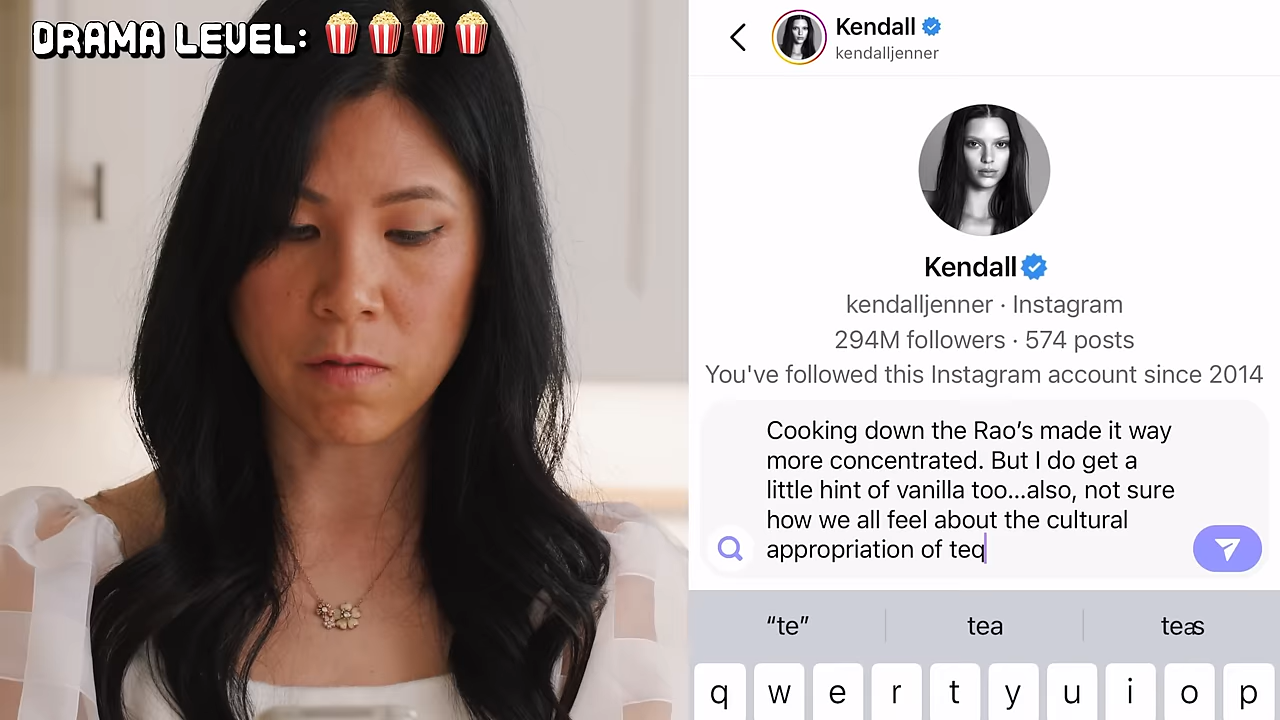 DRAMA LEVEL:
Kendall
kendalljenner
Kendall
kendalljenner · Instagram
294M followers · 574 posts
You've followed this Instagram account since 2014
Cooking down the Rao’s made it way
more concentrated. But I do get a
little hint of vanilla too...also, not sure
how we all feel about the cultural
appropriation of teq
“te” tea teas
q w e r t y u i o p